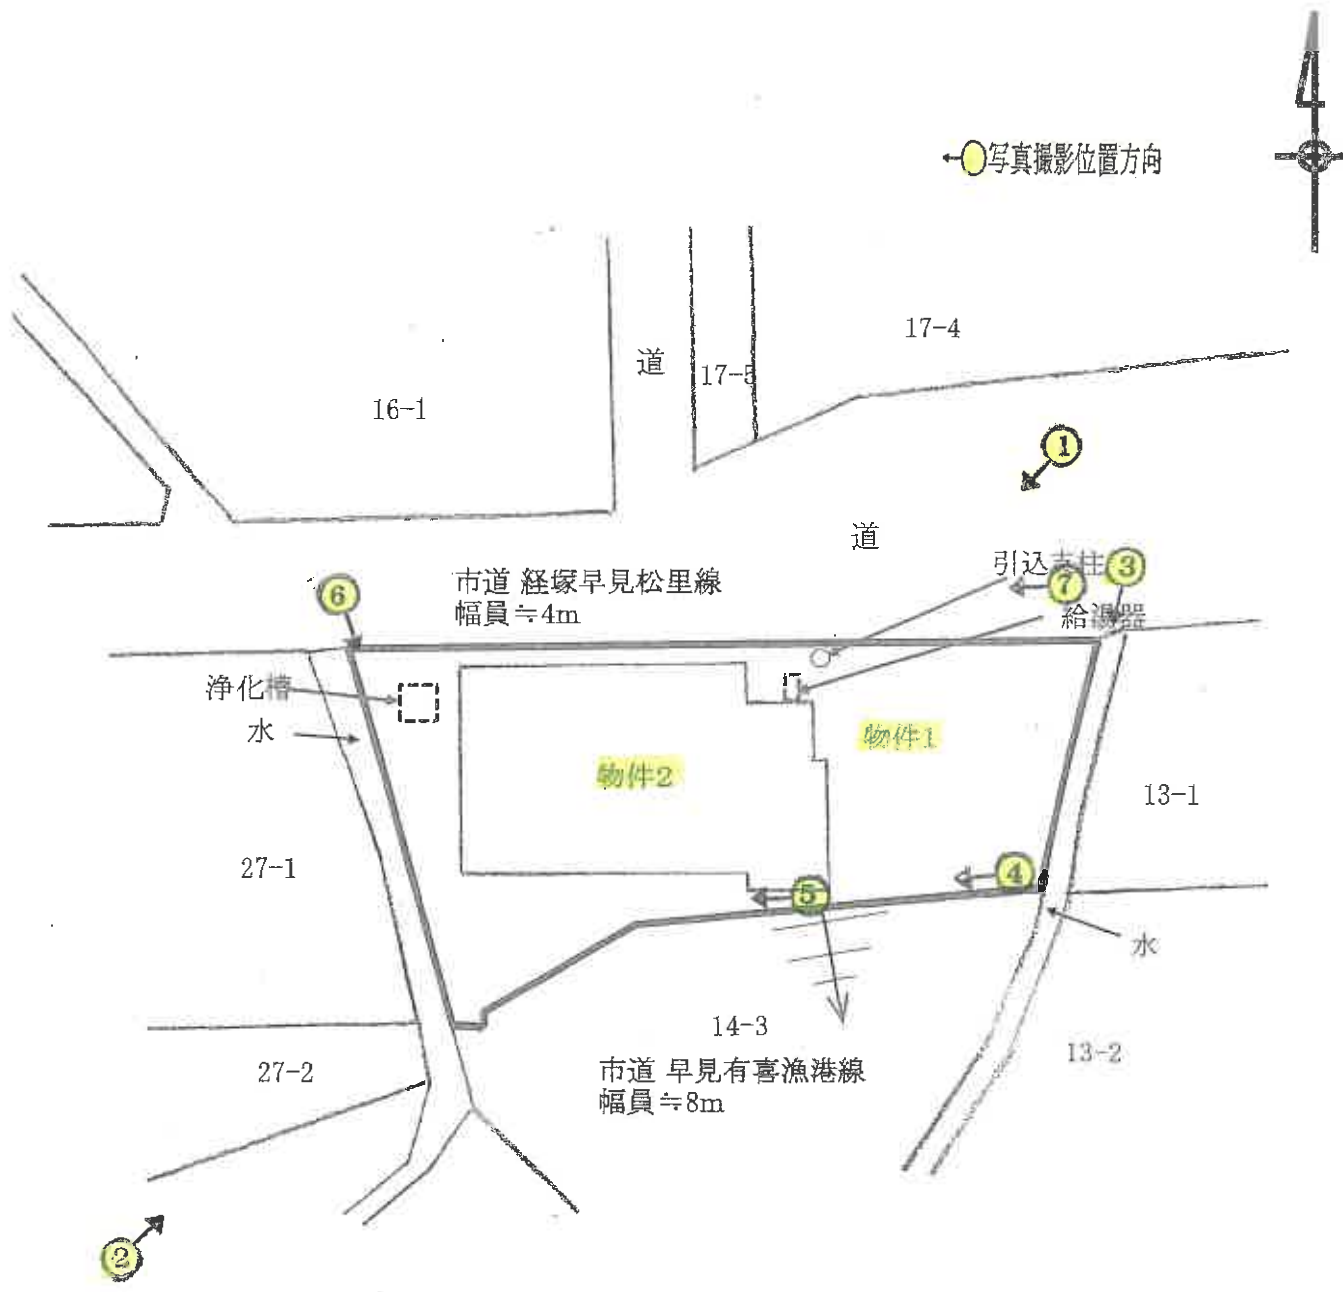 写真撮影位置方向
17-4
道
17-5
16-1
1
道
引込支柱
3
7
6
市道 経塚早見松里線
幅員≒4m
給湯器
浄化槽
水
物件1
物件2
13-1
27-1
4
5
水
14-3
13-2
27-2
市道 早見有喜漁港線
幅員≒8m
2